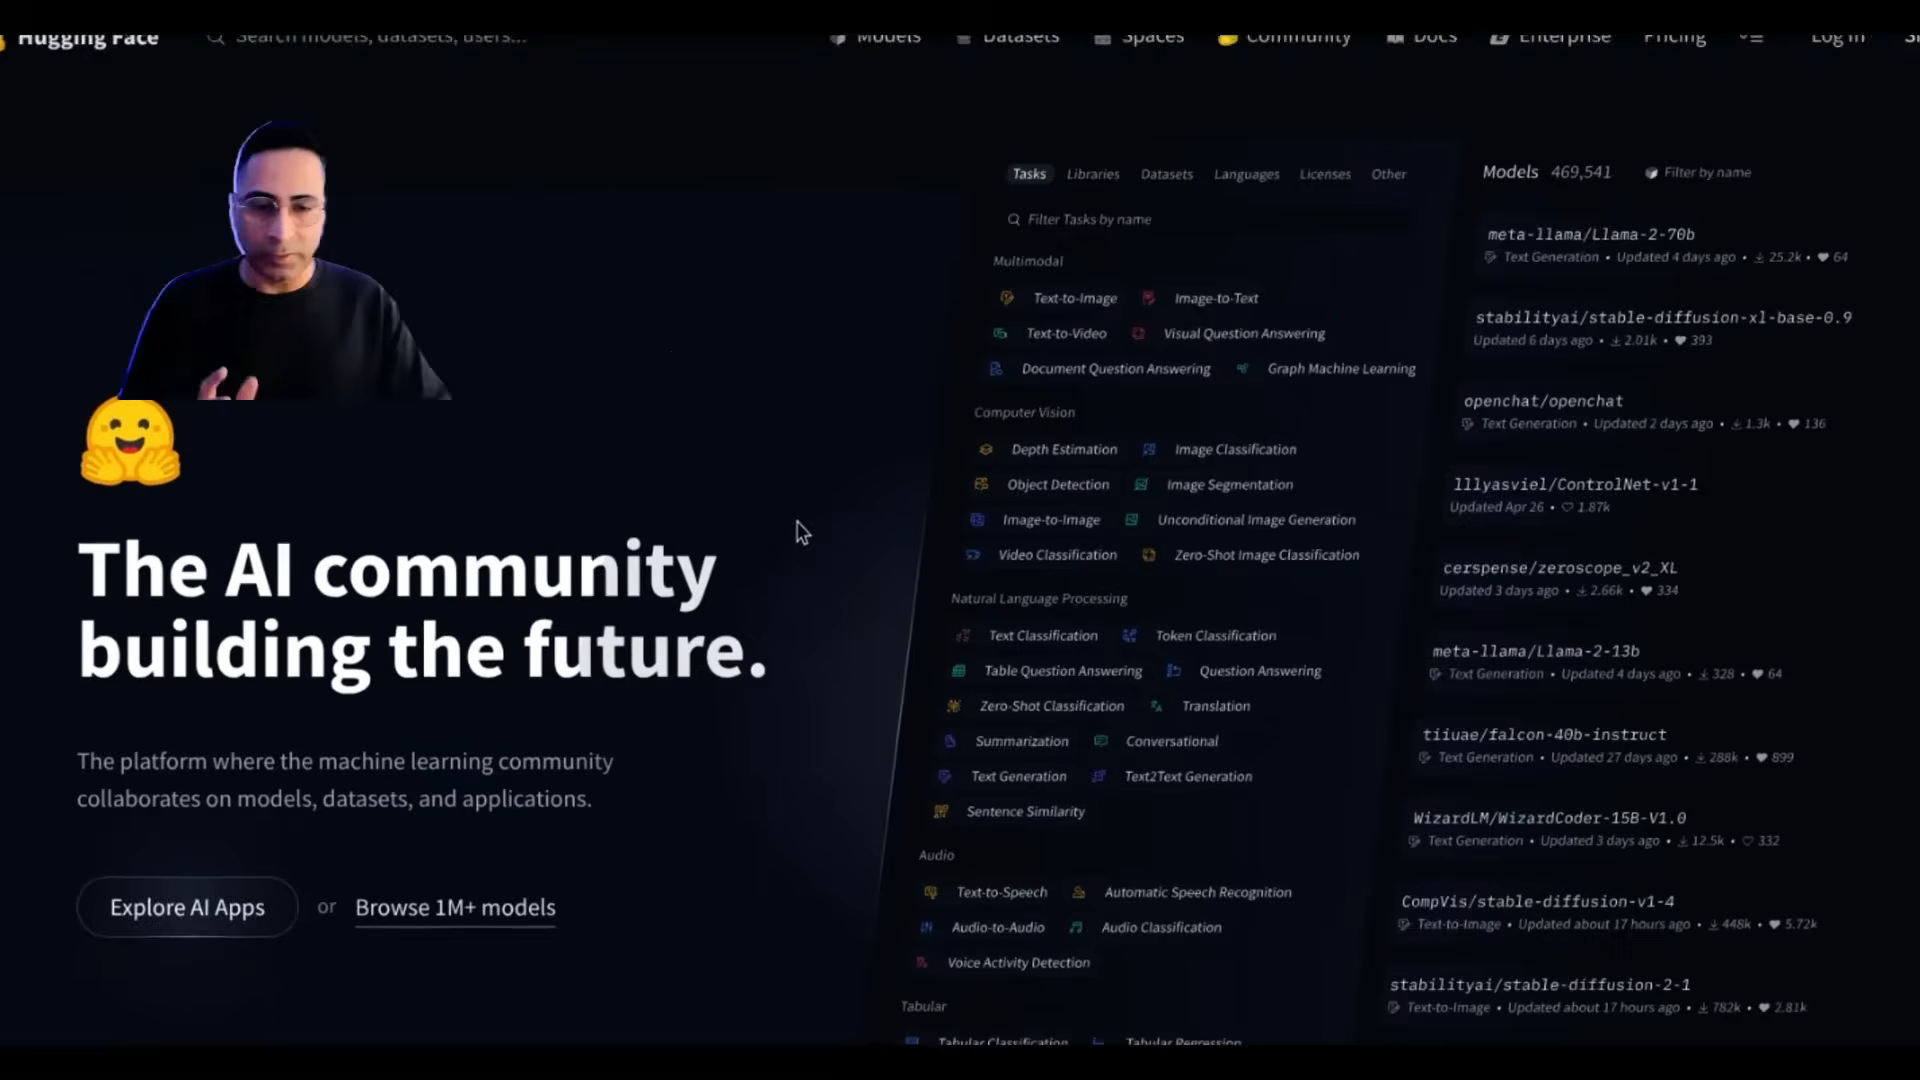 Hugging Face
Search models, datasets, users...
Models
Datasets
Spaces
Community
Docs
Enterprise
Pricing
Log In
The AI community
building the future.
The platform where the machine learning community
collaborates on models, datasets, and applications.
Explore AI Apps or Browse 1M+ models
Tasks Libraries Datasets Languages Licenses Other
Filter Tasks by name
Multimodal
Text-to-Image Image-to-Text
Text-to-Video Visual Question Answering
Document Question Answering Graph Machine Learning
Computer Vision
Depth Estimation Image Classification
Object Detection Image Segmentation
Image-to-Image Unconditional Image Generation
Video Classification Zero-Shot Image Classification
Natural Language Processing
Text Classification Token Classification
Table Question Answering Question Answering
Zero-Shot Classification Translation
Summarization Conversational
Text Generation Text2Text Generation
Sentence Similarity
Audio
Text-to-Speech Automatic Speech Recognition
Audio-to-Audio Audio Classification
Voice Activity Detection
Tabular
Tabular Classification Tabular Regression
Models 469,541 Filter by name
meta-llama/Llama-2-70b
Text Generation • Updated 4 days ago • 25.2k • 64
stabilityai/stable-diffusion-xl-base-0.9
Updated 6 days ago • 2.01k • 393
openchat/openchat
Text Generation • Updated 2 days ago • 1.3k • 136
lllyasviel/ControlNet-v1-1
Updated Apr 26 • 1.87k
cerspense/zeroscope_v2_XL
Updated 3 days ago • 2.66k • 334
meta-llama/Llama-2-13b
Text Generation • Updated 4 days ago • 328 • 64
tiiuae/falcon-40b-instruct
Text Generation • Updated 27 days ago • 288k • 899
WizardLM/WizardCoder-15B-V1.0
Text Generation • Updated 3 days ago • 12.5k • 332
CompVis/stable-diffusion-v1-4
Text-to-Image • Updated about 17 hours ago • 448k • 5.72k
stabilityai/stable-diffusion-2-1
Text-to-Image • Updated about 17 hours ago • 782k • 2.81k